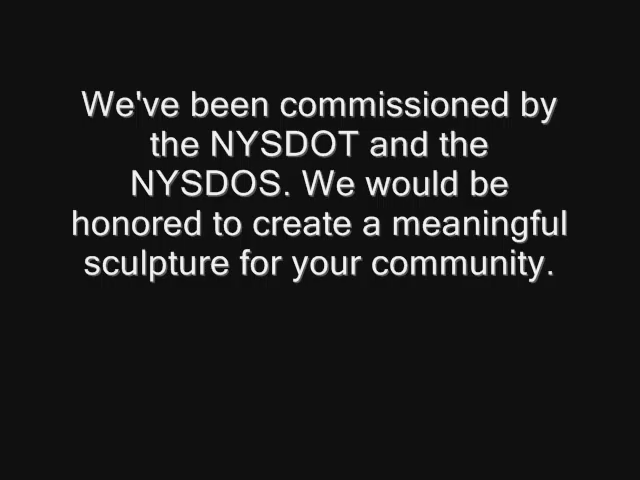 We've been commissioned by
the NYSDOT and the
NYSDOS. We would be
honored to create a meaningful
sculpture for your community.